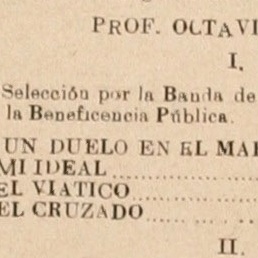 PROF. OCTAVI
I.
Selección por la Banda de
la Beneficencia Pública.
UN DUELO EN EL MAR
MI IDEAL
EL VIATICO
EL CRUZADO
II.